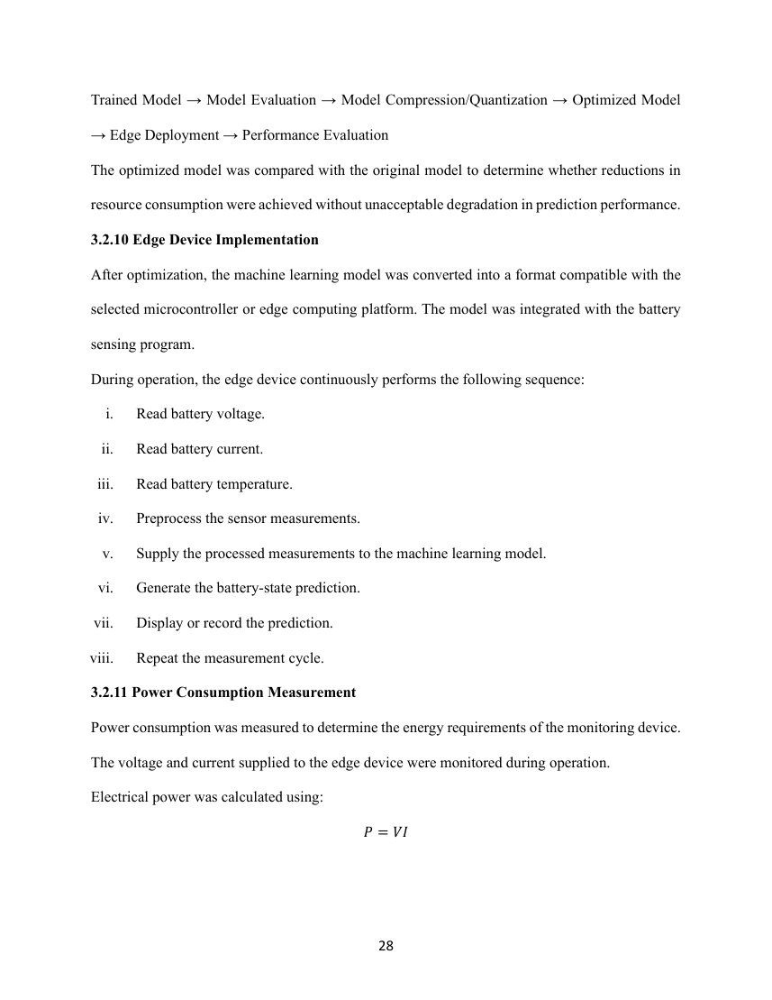 Trained Model → Model Evaluation → Model Compression/Quantization → Optimized Model
→ Edge Deployment → Performance Evaluation
The optimized model was compared with the original model to determine whether reductions in
resource consumption were achieved without unacceptable degradation in prediction performance.
3.2.10 Edge Device Implementation
After optimization, the machine learning model was converted into a format compatible with the
selected microcontroller or edge computing platform. The model was integrated with the battery
sensing program.
During operation, the edge device continuously performs the following sequence:
i. Read battery voltage.
ii. Read battery current.
iii. Read battery temperature.
iv. Preprocess the sensor measurements.
v. Supply the processed measurements to the machine learning model.
vi. Generate the battery-state prediction.
vii. Display or record the prediction.
viii. Repeat the measurement cycle.
3.2.11 Power Consumption Measurement
Power consumption was measured to determine the energy requirements of the monitoring device.
The voltage and current supplied to the edge device were monitored during operation.
Electrical power was calculated using:
P = VI
28